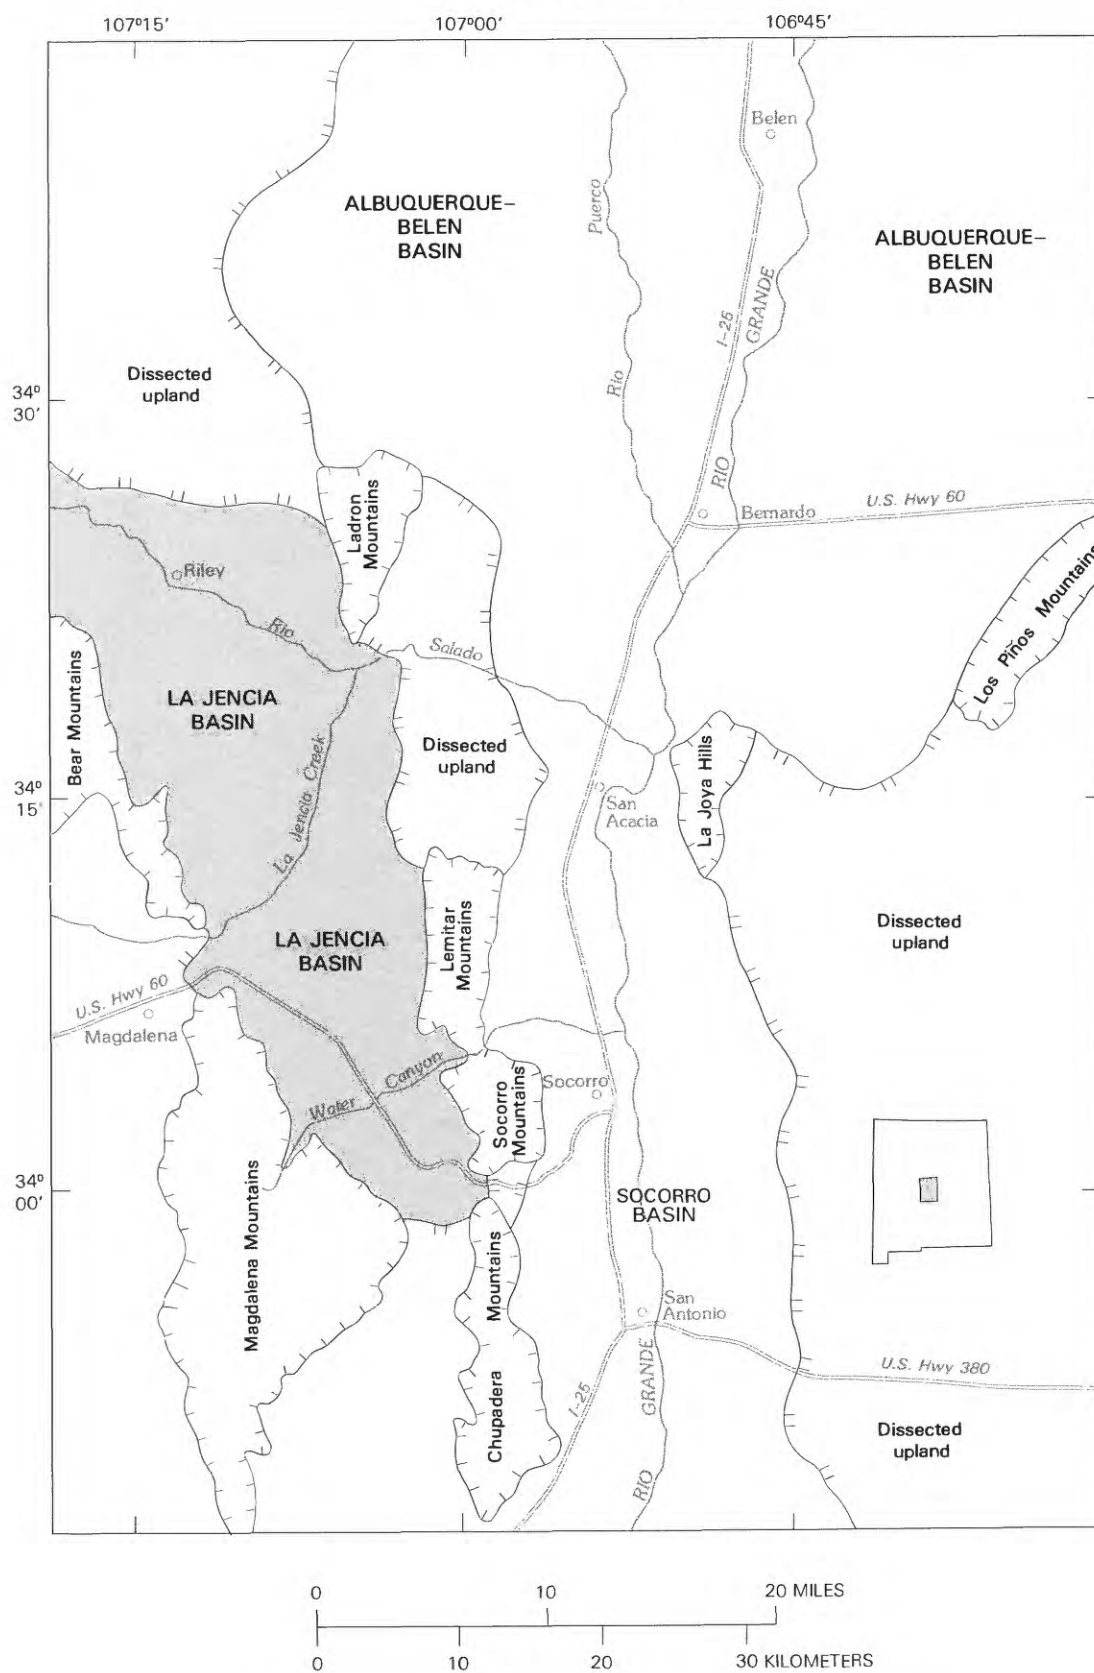 107°15'
107°00'
106°45'
Belen
ALBUQUERQUE–
BELEN
BASIN
Puerco
ALBUQUERQUE–
BELEN
BASIN
I-25
GRANDE
Dissected
upland
Rio
34°
30'
RIO
U.S. Hwy 60
Bernardo
Ladron
Mountains
Riley
Rio
Salado
Los Piños Mountains
Bear Mountains
LA JENCIA
BASIN
Dissected
upland
La Jencia Creek
34°
15'
San
Acacia
La Joya Hills
Dissected
upland
LA JENCIA
BASIN
Lemitar
Mountains
U.S. Hwy 60
Magdalena
Water Canyon
Socorro
Mountains
Socorro
34°
00'
SOCORRO
BASIN
Magdalena Mountains
Chupadera Mountains
San
Antonio
U.S. Hwy 380
I-25
RIO GRANDE
Dissected
upland
0 10 20 MILES
0 10 20 30 KILOMETERS